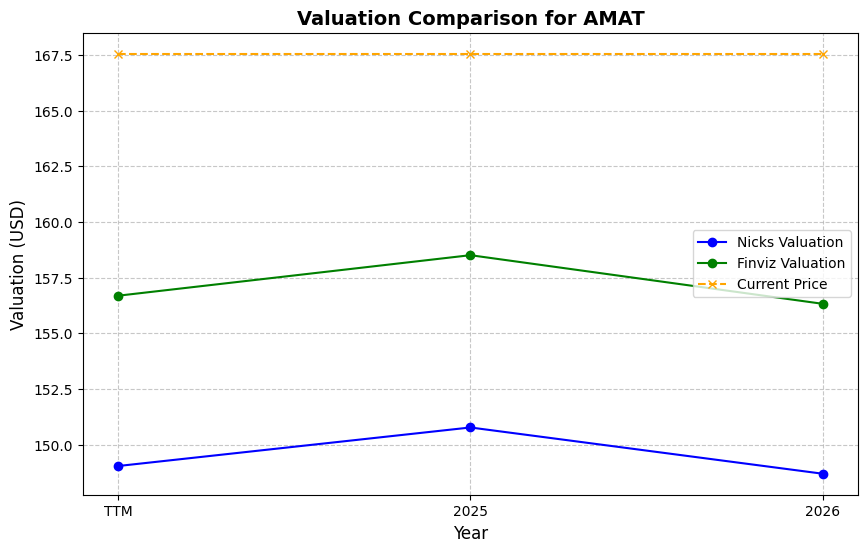 Valuation Comparison for AMAT
Valuation (USD)
167.5
165.0
162.5
160.0
157.5
155.0
152.5
150.0
Nicks Valuation
Finviz Valuation
Current Price
TTM
2025
2026
Year